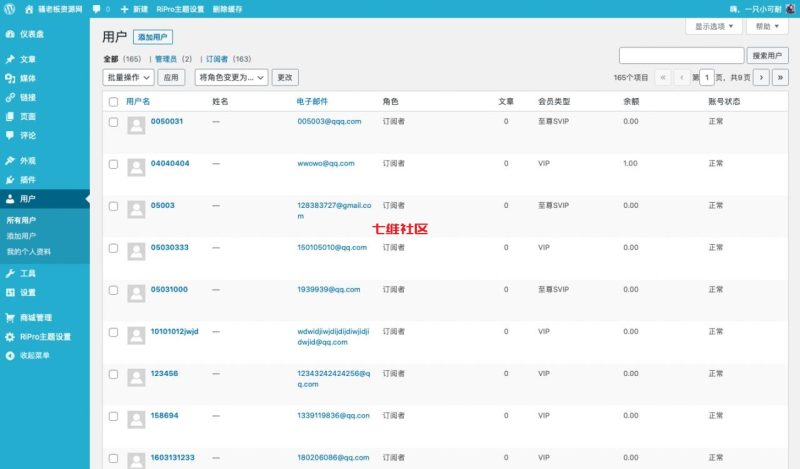 骚老板资源网 0 新建 RiPro主题设置 删除缓存 嗨，一只小可耐
仪表盘
文章
媒体
链接
页面
评论
外观
插件
用户
所有用户
添加用户
我的个人资料
工具
设置
商城管理
RiPro主题设置
收起菜单
显示选项 帮助
用户 添加用户
全部（165） | 管理员（2） | 订阅者（163）
搜索用户
批量操作 应用 将角色变更为... 更改 165个项目 « ‹ 第 1 页，共9页 › »
用户名 姓名 电子邮件 角色 文章 会员类型 余额 账号状态
0050031 — 005003@qqq.com 订阅者 0 至尊SVIP 0.00 正常
04040404 — wwowo@qq.com 订阅者 0 VIP 1.00 正常
05003 — 128383727@gmail.co 订阅者 0 至尊SVIP 0.00 正常
m
七维社区
05030333 — 150105010@qq.com 订阅者 0 VIP 0.00 正常
05031000 — 1939939@qq.com 订阅者 0 至尊SVIP 0.00 正常
10101012jwjd — wdwidjiwjdijdijdiwjidji 订阅者 0 VIP 0.00 正常
dwjid@qq.com
123456 — 12343242424256@q 订阅者 0 VIP 0.00 正常
q.com
158694 — 1339119836@qq.con 订阅者 0 VIP 0.00 正常
1603131233 — 180206086@qq.com 订阅者 0 VIP 0.00 正常